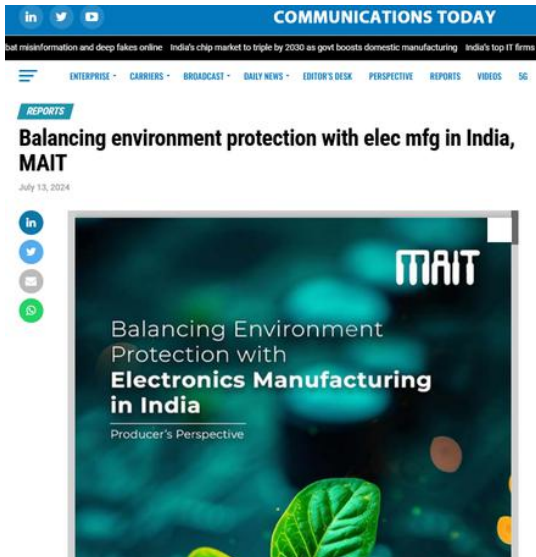 COMMUNICATIONS TODAY
bat misinformation and deep fakes online India's chip market to triple by 2030 as govt boosts domestic manufacturing India's top IT firms
ENTERPRISE CARRIERS BROADCAST DAILY NEWS EDITOR'S DESK PERSPECTIVE REPORTS VIDEOS 5G
REPORTS
Balancing environment protection with elec mfg in India,
MAIT
July 13, 2024
MAIT
Balancing Environment
Protection with
Electronics Manufacturing
in India
Producer's Perspective